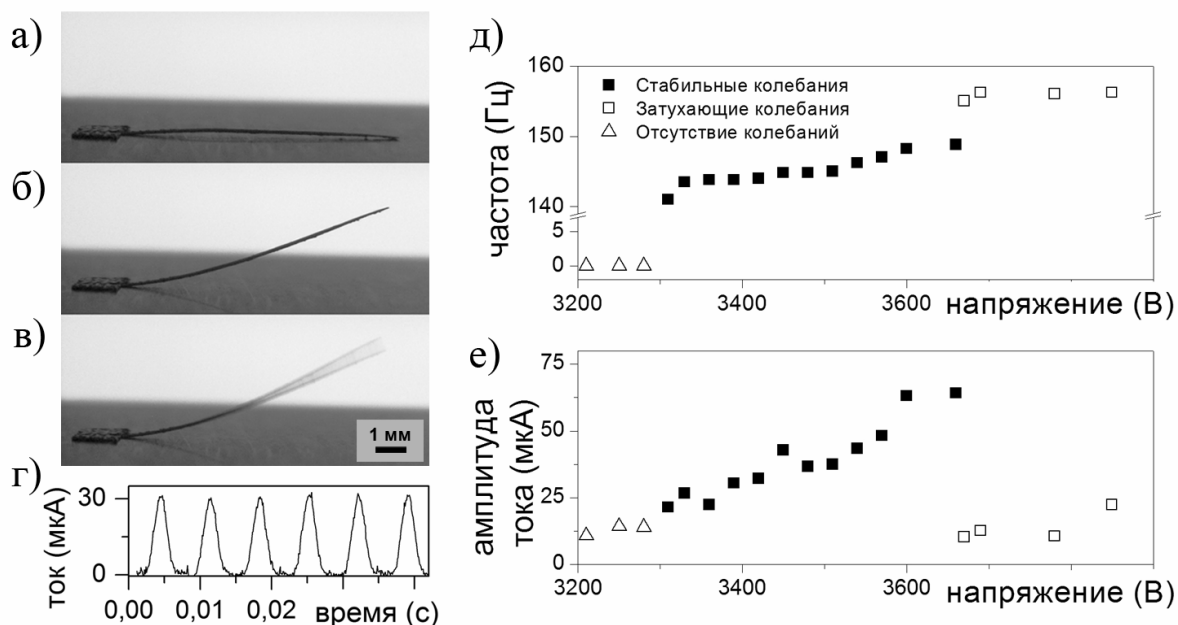 а)
б)
в)
1 мм
г)
ток (мкА)
30
0
0,00
0,01
0,02
время (с)
д)
частота (Гц)
160
150
140
5
0
Стабильные колебания
Затухающие колебания
Отсутствие колебаний
3200
3400
3600
напряжение (В)
е)
амплитуда
тока (мкА)
75
50
25
0
3200
3400
3600
напряжение (В)